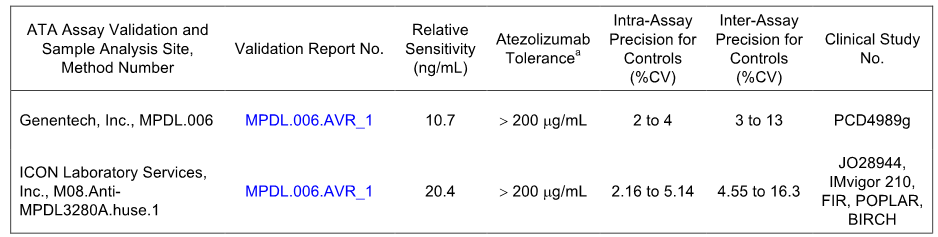 ATA Assay Validation and
Sample Analysis Site,
Method Number
Validation Report No.
Relative
Sensitivity
(ng/mL)
Atezolizumab
Toleranceᵃ
Intra-Assay
Precision for
Controls
(%CV)
Inter-Assay
Precision for
Controls
(%CV)
Clinical Study
No.
Genentech, Inc., MPDL.006
MPDL.006.AVR_1
10.7
> 200 μg/mL
2 to 4
3 to 13
PCD4989g
ICON Laboratory Services,
Inc., M08.Anti-
MPDL3280A.huse.1
MPDL.006.AVR_1
20.4
> 200 μg/mL
2.16 to 5.14
4.55 to 16.3
JO28944,
IMvigor 210,
FIR, POPLAR,
BIRCH